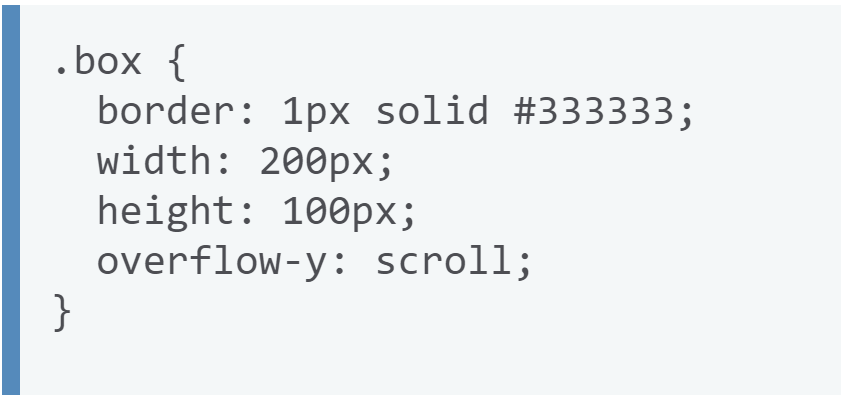 .box {
  border: 1px solid #333333;
  width: 200px;
  height: 100px;
  overflow-y: scroll;
}